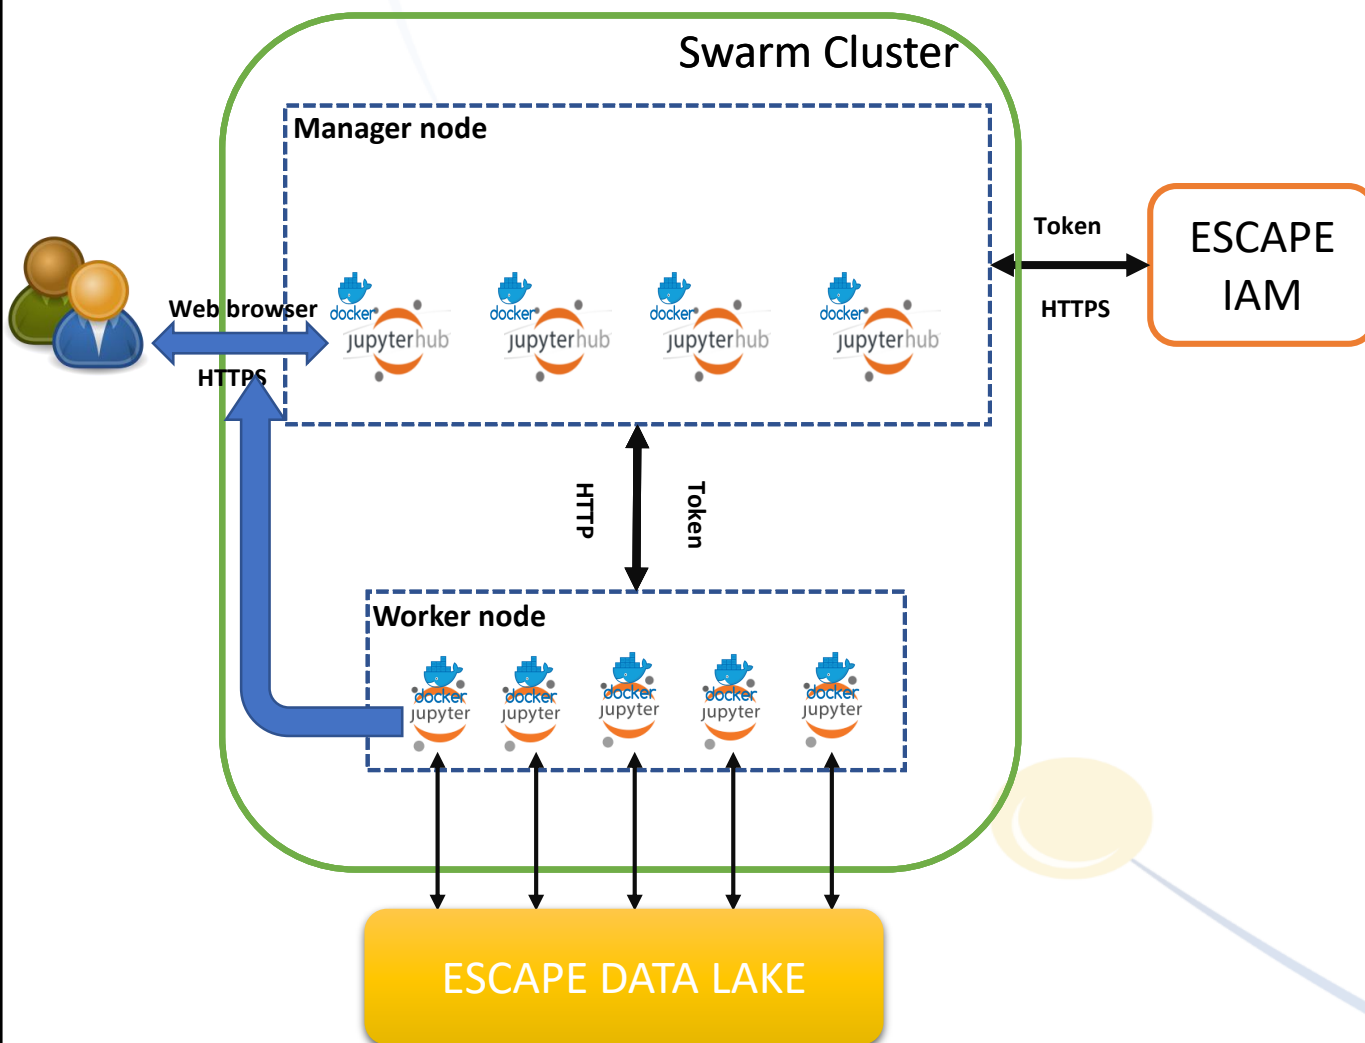 Swarm Cluster
Manager node
Token
ESCAPE
IAM
HTTPS
Web browser
HTTPS
docker
jupyterhub
docker
jupyterhub
docker
jupyterhub
docker
jupyterhub
HTTP
Token
Worker node
docker
jupyter
docker
jupyter
docker
jupyter
docker
jupyter
docker
jupyter
ESCAPE DATA LAKE